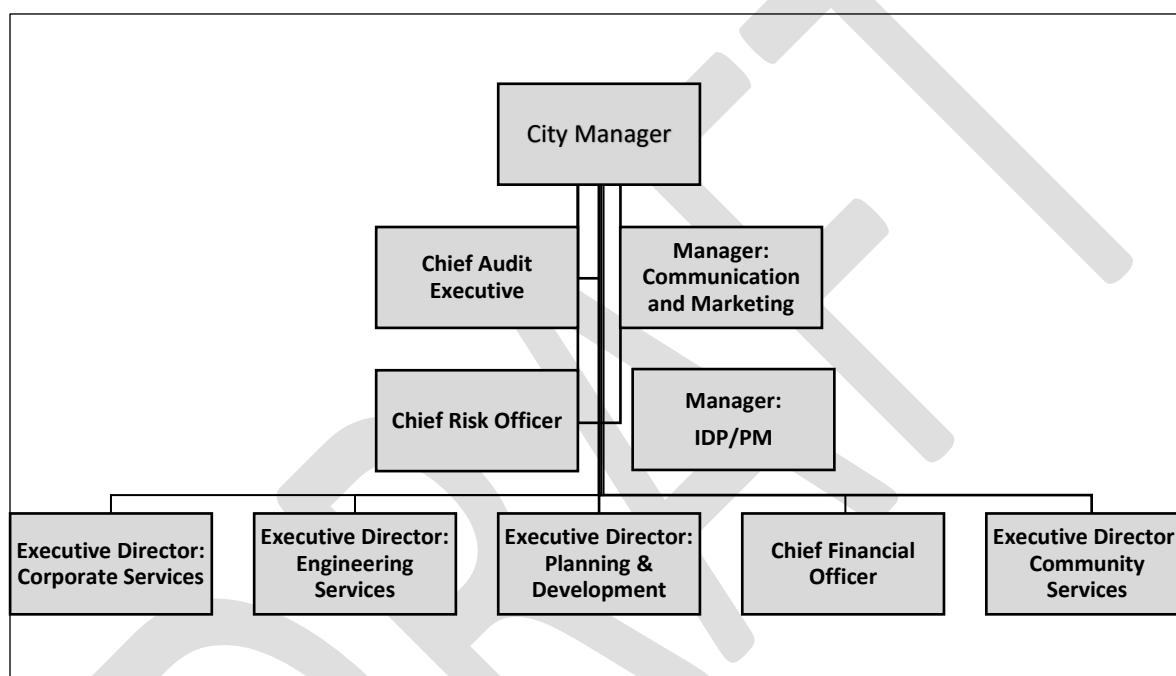 City Manager
Chief Audit
Executive
Manager:
Communication
and Marketing
Chief Risk Officer
Manager:
IDP/PM
Executive Director:
Corporate Services
Executive Director:
Engineering
Services
Executive Director:
Planning &
Development
Chief Financial
Officer
Executive Director
Community
Services
DRAFT